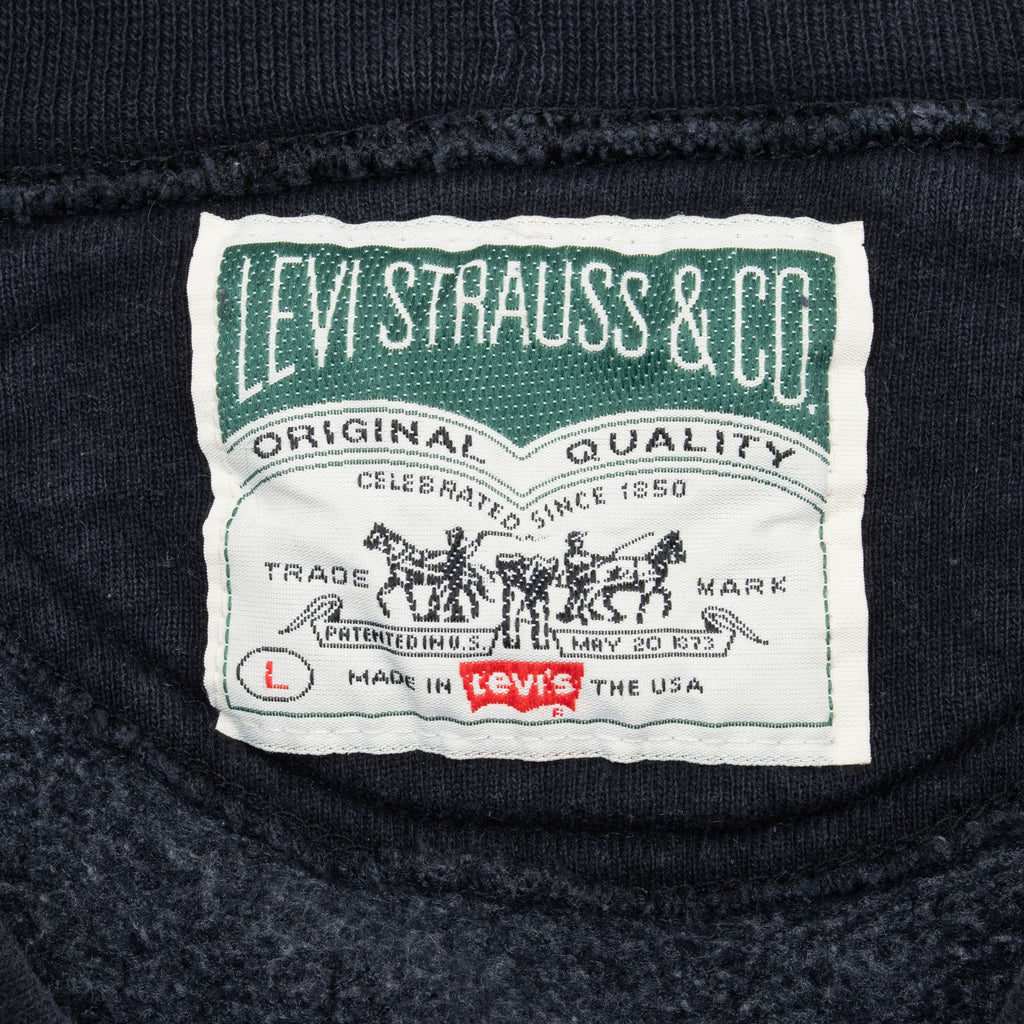 LEVI STRAUSS & CO.
ORIGINAL QUALITY
CELEBRATED SINCE 1850
TRADE MARK
PATENTED IN U.S. MAY 20 1873
L MADE IN Levi's THE USA
R